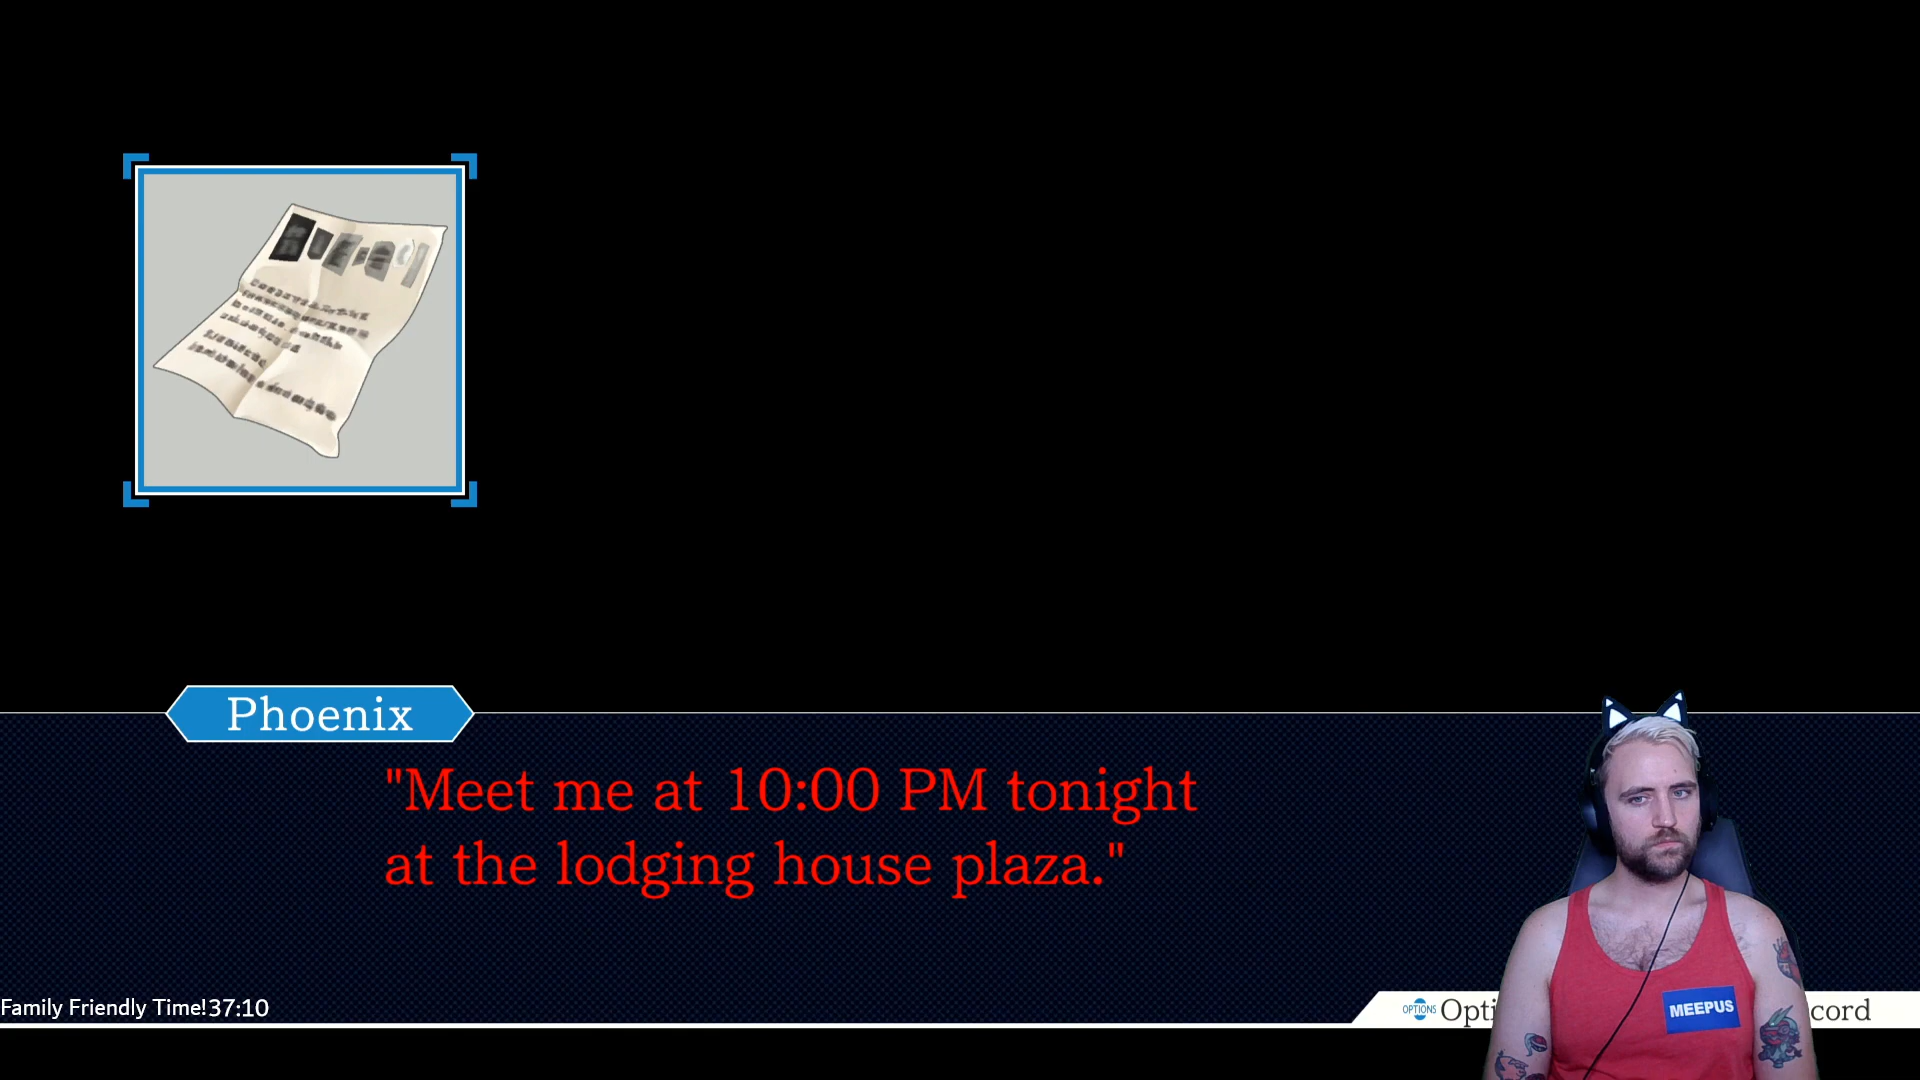 Phoenix
"Meet me at 10:00 PM tonight
at the lodging house plaza."
Family Friendly Time!37:10
OPTIONS
MEEPUS
cord